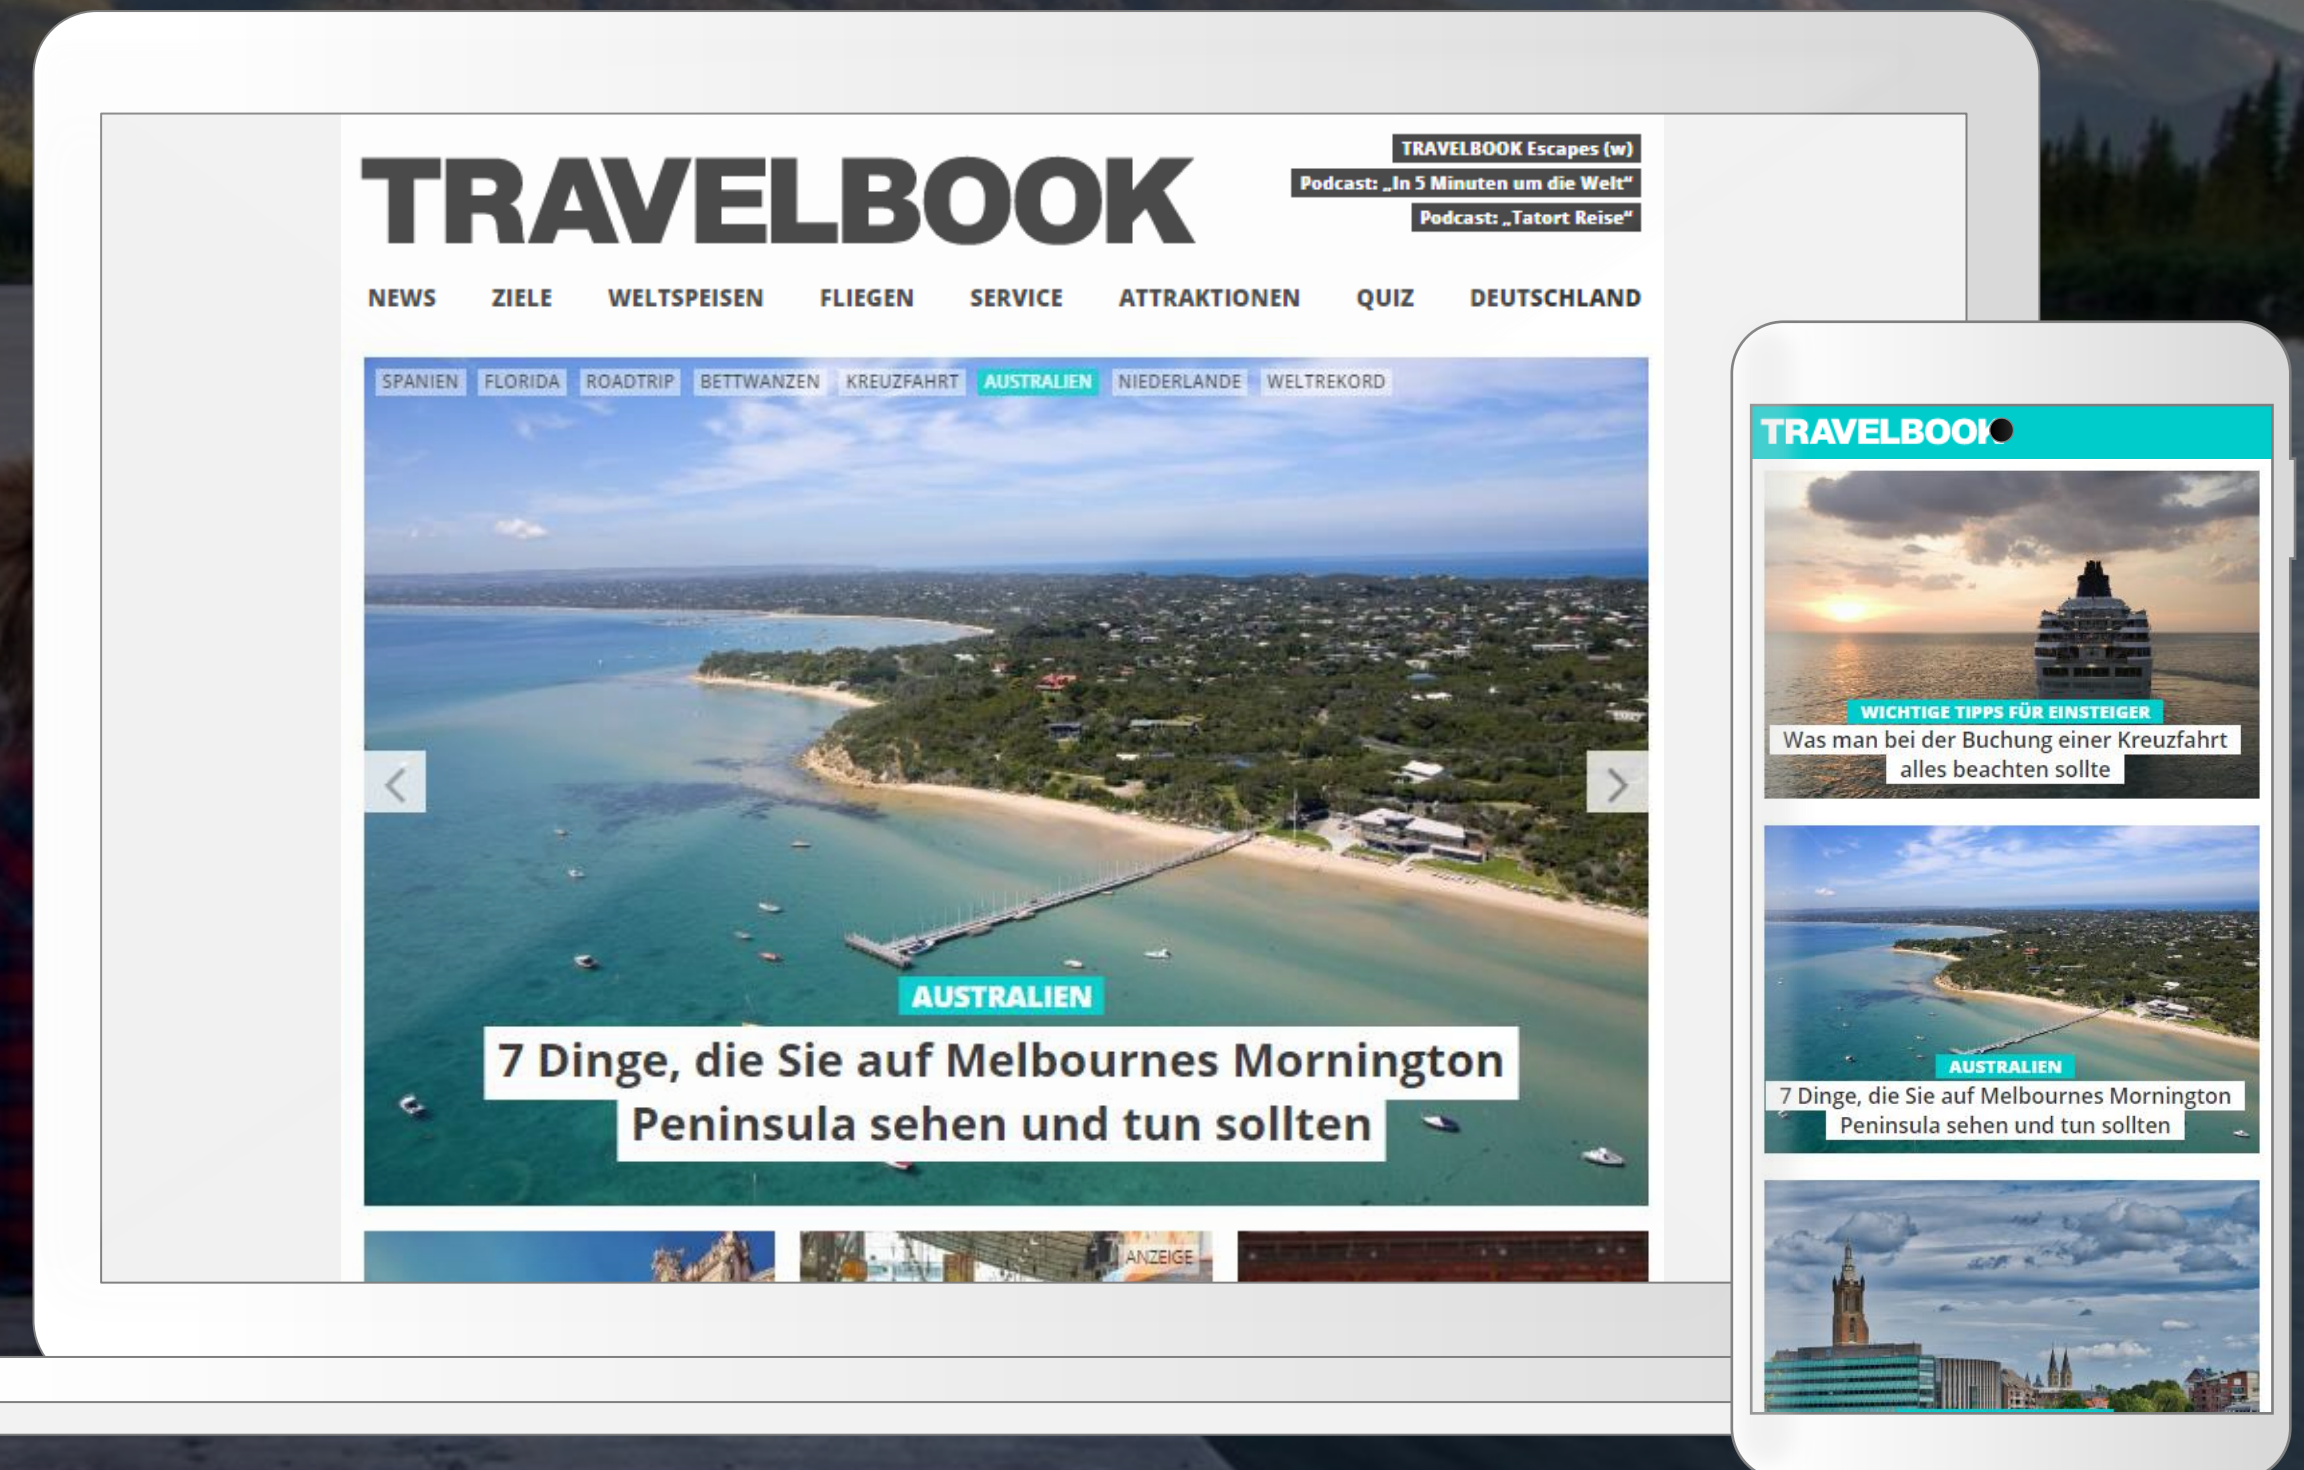 TRAVELBOOK
TRAVELBOOK Escapes (w)
Podcast: „In 5 Minuten um die Welt“
Podcast: „Tatort Reise“
NEWS ZIELE WELTSPEISEN FLIEGEN SERVICE ATTRAKTIONEN QUIZ DEUTSCHLAND
SPANIEN FLORIDA ROADTRIP BETTWANZEN KREUZFAHRT AUSTRALIEN NIEDERLANDE WELTREKORD
AUSTRALIEN
7 Dinge, die Sie auf Melbournes Mornington
Peninsula sehen und tun sollten
ANZEIGE
TRAVELBOOK
WICHTIGE TIPPS FÜR EINSTEIGER
Was man bei der Buchung einer Kreuzfahrt
alles beachten sollte
AUSTRALIEN
7 Dinge, die Sie auf Melbournes Mornington
Peninsula sehen und tun sollten